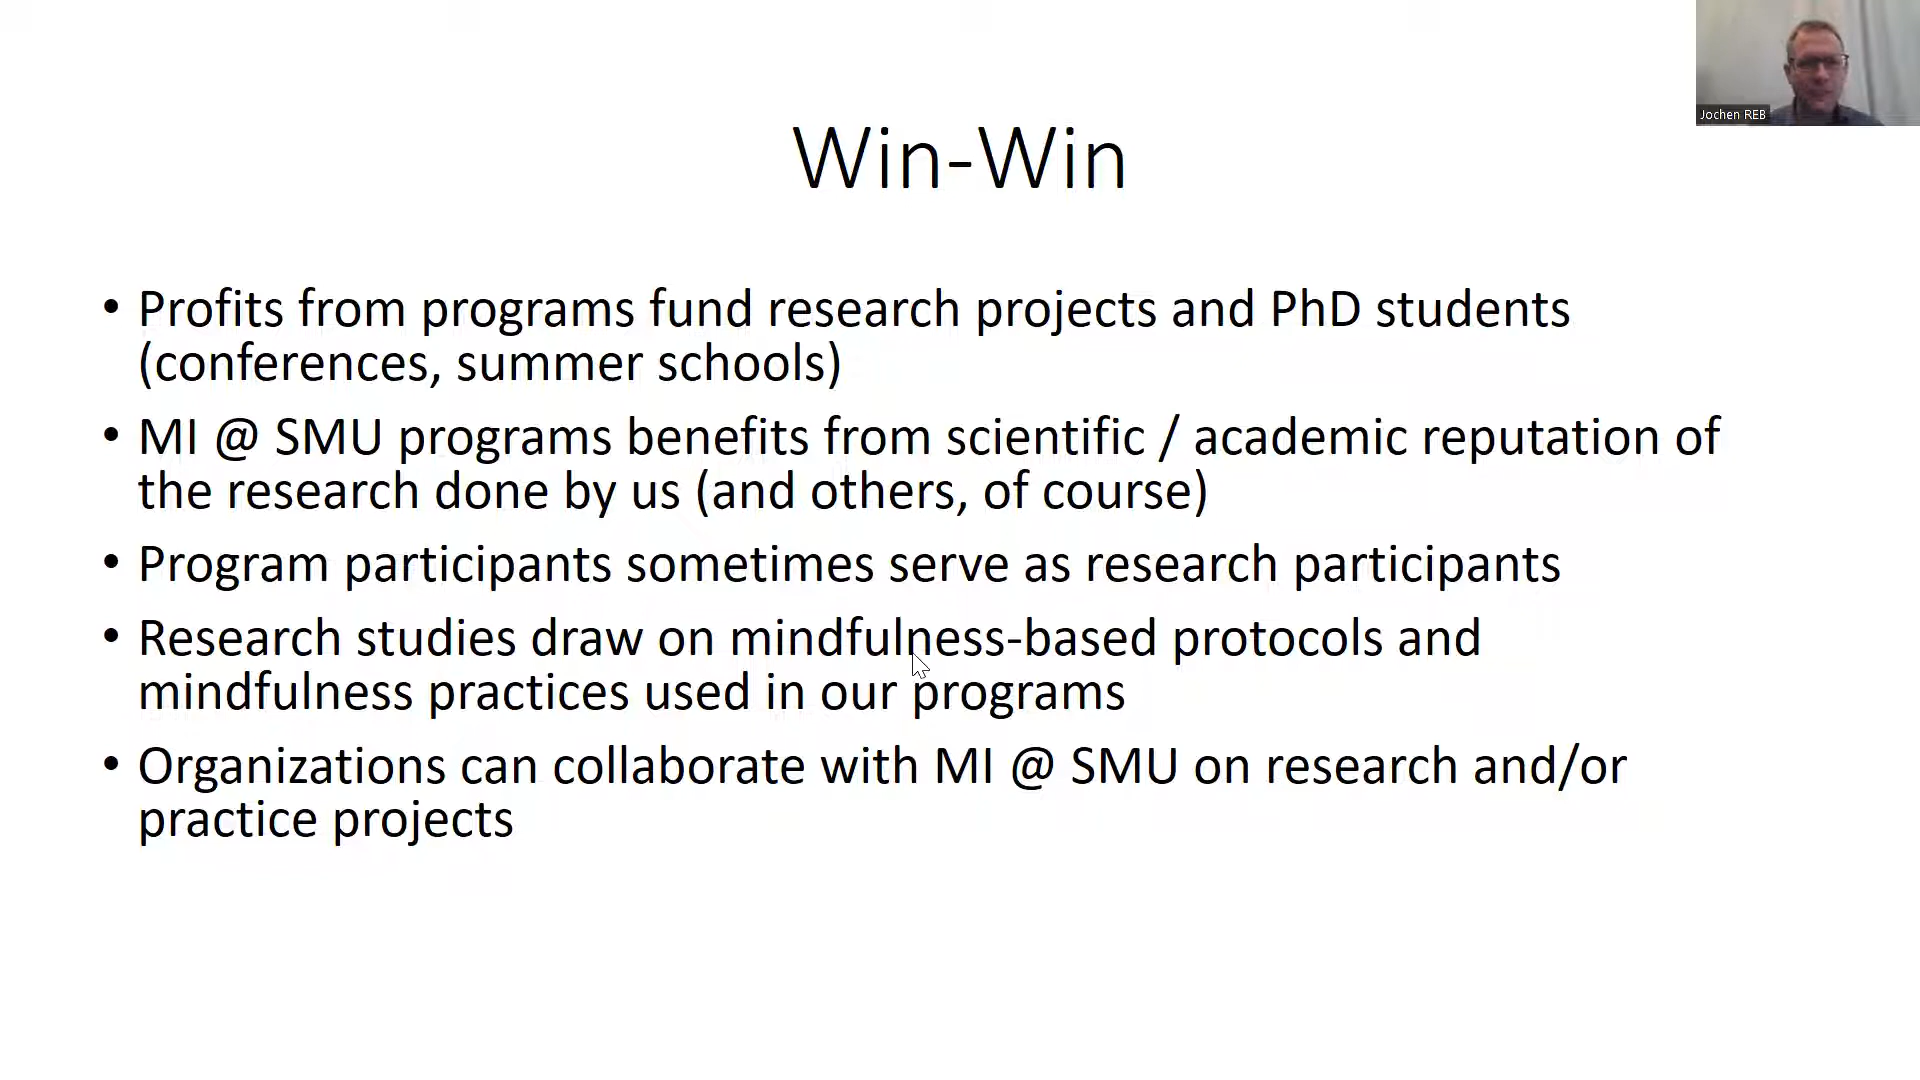 Jochen REB
Win-Win
• Profits from programs fund research projects and PhD students
(conferences, summer schools)
• MI @ SMU programs benefits from scientific / academic reputation of
the research done by us (and others, of course)
• Program participants sometimes serve as research participants
• Research studies draw on mindfulness-based protocols and
mindfulness practices used in our programs
• Organizations can collaborate with MI @ SMU on research and/or
practice projects